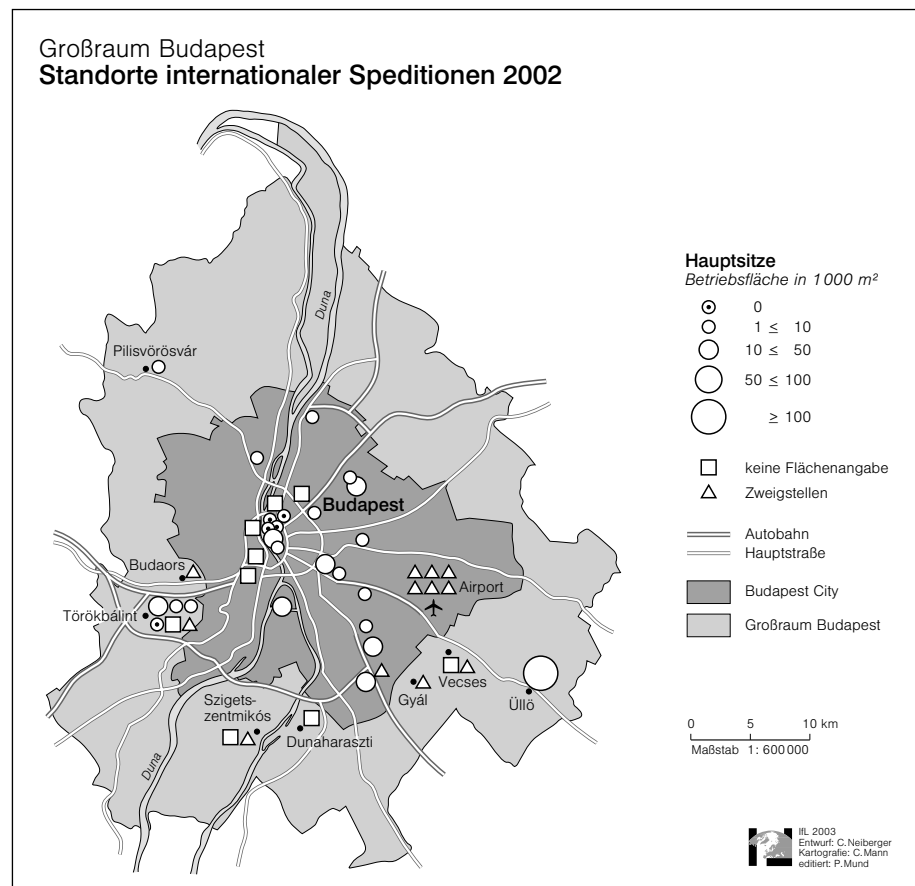 Großraum Budapest
Standorte internationaler Speditionen 2002
Duna
Pilisvörösvár
Budapest
Budaors
Airport
Törökbálint
Vecses
Gyál
Üllö
Szigets-
zentmikós
Dunaharaszti
Duna
Hauptsitze
Betriebsfläche in 1000 m²
0
1 ≤ 10
10 ≤ 50
50 ≤ 100
≥ 100
keine Flächenangabe
Zweigstellen
Autobahn
Hauptstraße
Budapest City
Großraum Budapest
0 5 10 km
Maßstab 1: 600 000
IfL 2003
Entwurf: C. Neiberger
Kartografie: C. Mann
editiert: P. Mund